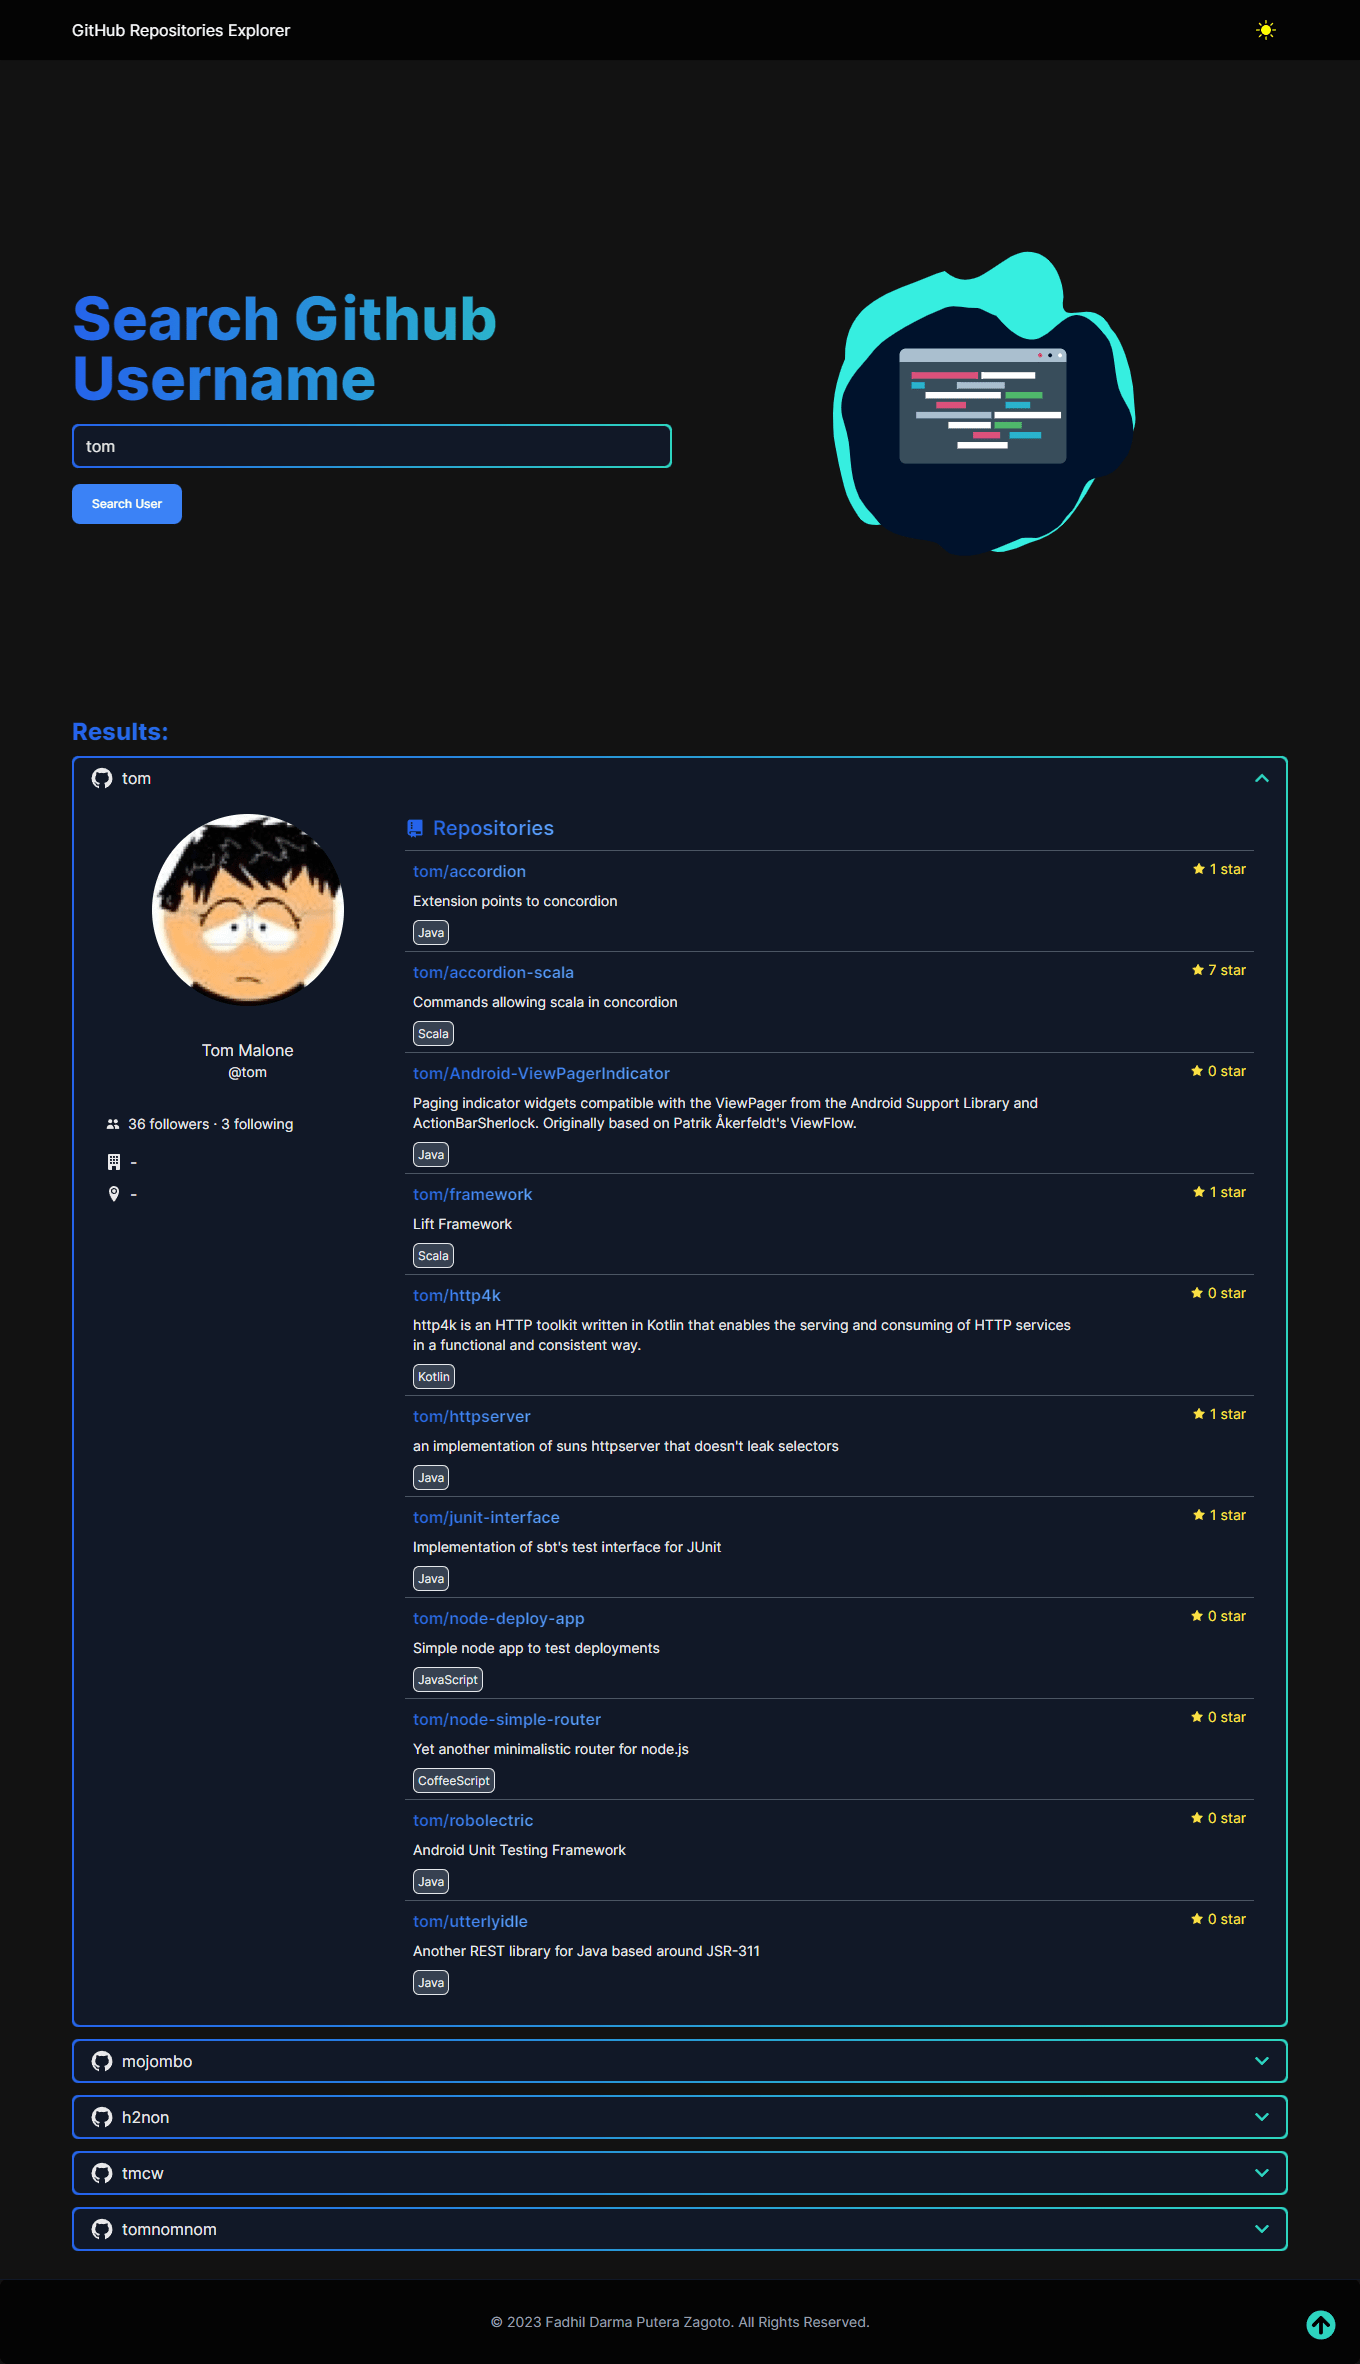 GitHub Repositories Explorer
Search Github
Username
tom
Search User
Results:
tom
Tom Malone
@tom
36 followers · 3 following
-
-
Repositories
tom/accordion
1 star
Extension points to concordion
Java
tom/accordion-scala
7 star
Commands allowing scala in concordion
Scala
tom/Android-ViewPagerIndicator
0 star
Paging indicator widgets compatible with the ViewPager from the Android Support Library and
ActionBarSherlock. Originally based on Patrik Åkerfeldt's ViewFlow.
Java
tom/framework
1 star
Lift Framework
Scala
tom/http4k
0 star
http4k is an HTTP toolkit written in Kotlin that enables the serving and consuming of HTTP services
in a functional and consistent way.
Kotlin
tom/httpserver
1 star
an implementation of suns httpserver that doesn't leak selectors
Java
tom/junit-interface
1 star
Implementation of sbt's test interface for JUnit
Java
tom/node-deploy-app
0 star
Simple node app to test deployments
JavaScript
tom/node-simple-router
0 star
Yet another minimalistic router for node.js
CoffeeScript
tom/robolectric
0 star
Android Unit Testing Framework
Java
tom/utterlyidle
0 star
Another REST library for Java based around JSR-311
Java
mojombo
h2non
tmcw
tomnomnom
© 2023 Fadhil Darma Putera Zagoto. All Rights Reserved.